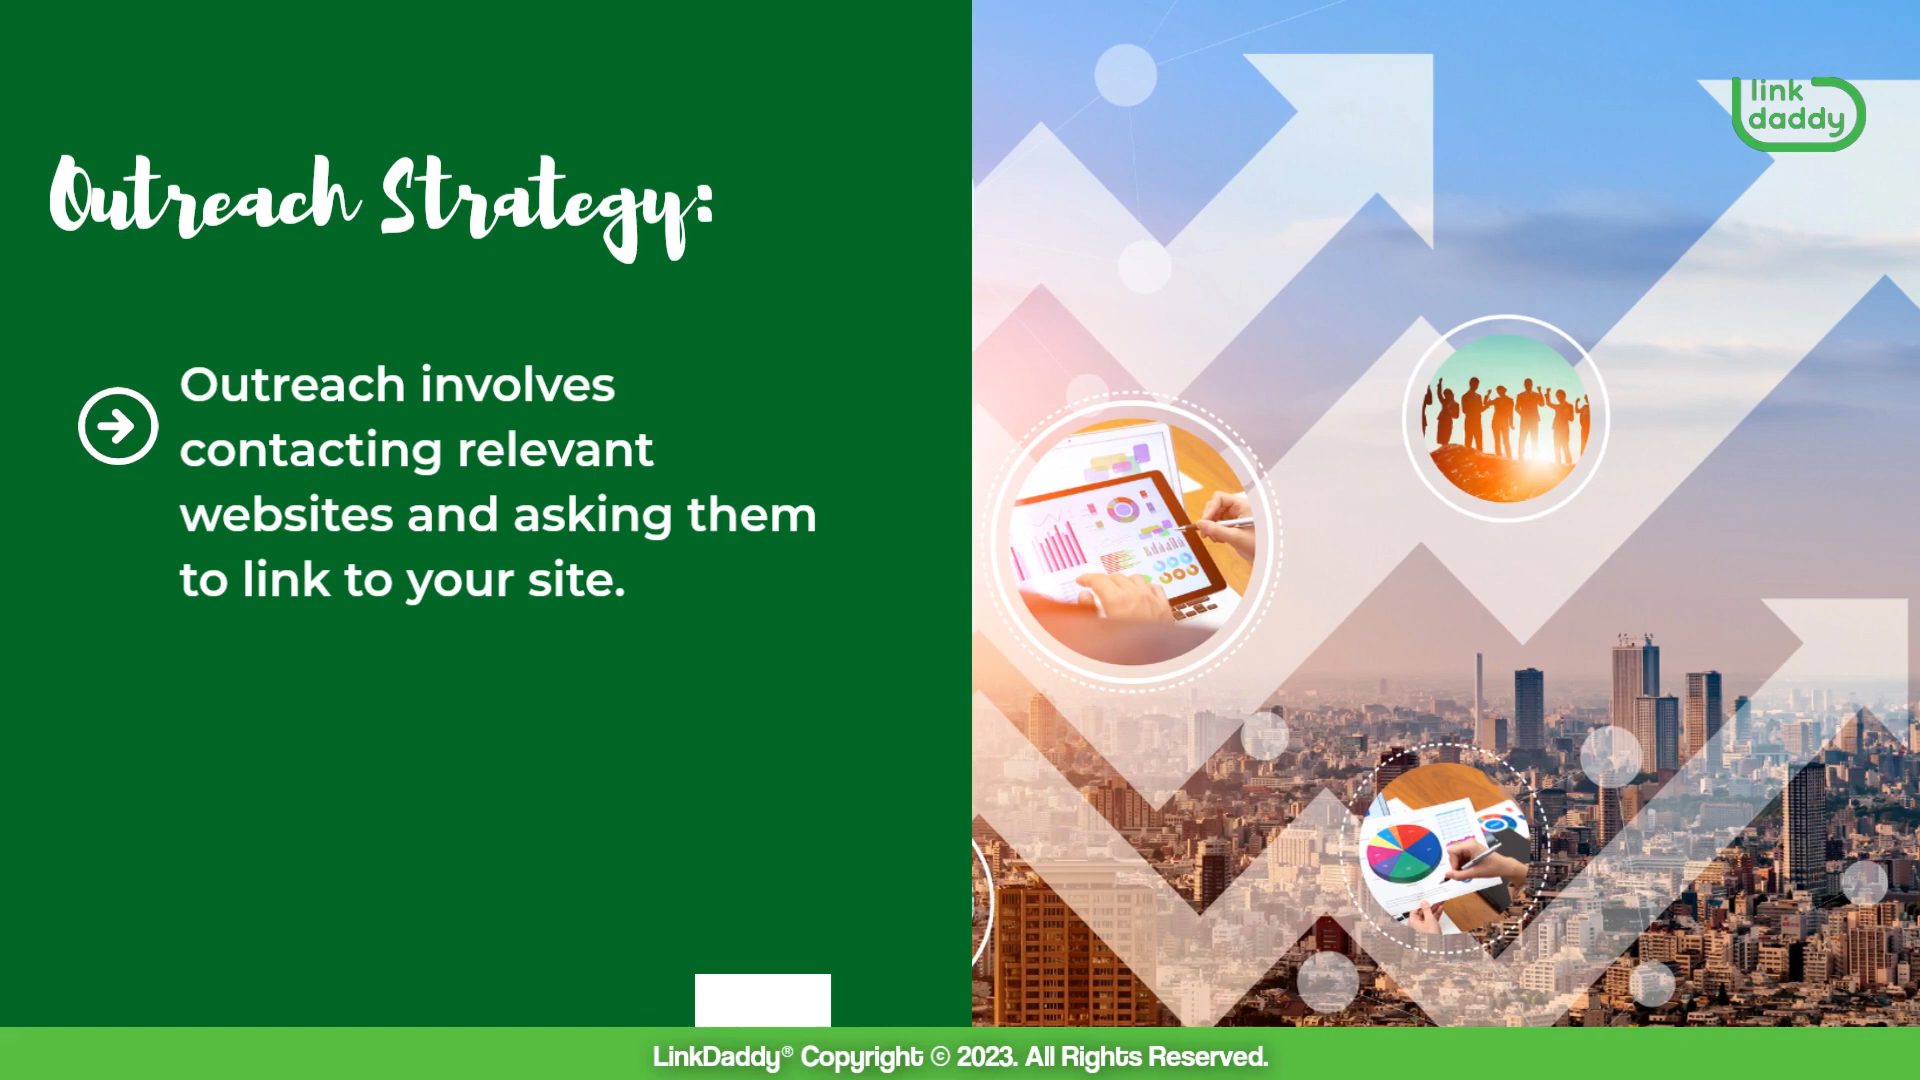 Outreach Strategy:
Outreach involves
contacting relevant
websites and asking them
to link to your site.
link
daddy
LinkDaddy® Copyright © 2023. All Rights Reserved.